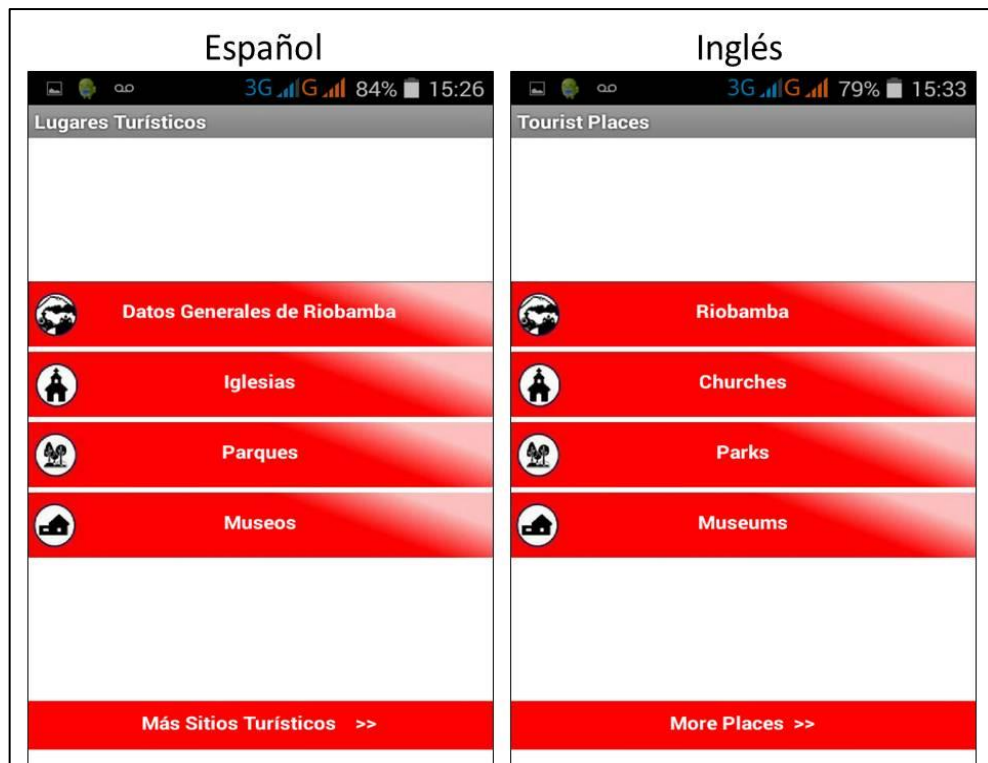 Español
3G G 84% 15:26
Lugares Turísticos
Datos Generales de Riobamba
Iglesias
Parques
Museos
Más Sitios Turísticos >>
Inglés
3G G 79% 15:33
Tourist Places
Riobamba
Churches
Parks
Museums
More Places >>